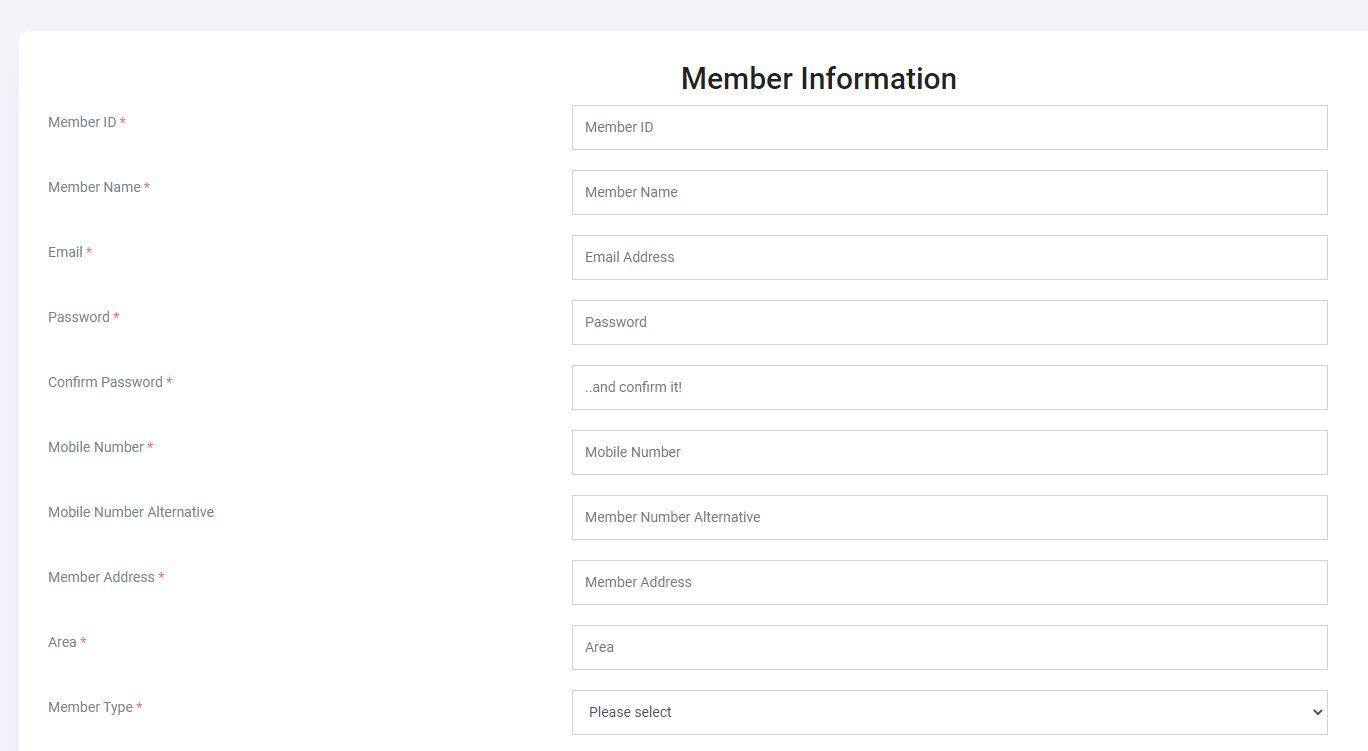 Member Information
Member ID * Member ID
Member Name * Member Name
Email * Email Address
Password * Password
Confirm Password * ..and confirm it!
Mobile Number * Mobile Number
Mobile Number Alternative Member Number Alternative
Member Address * Member Address
Area * Area
Member Type * Please select